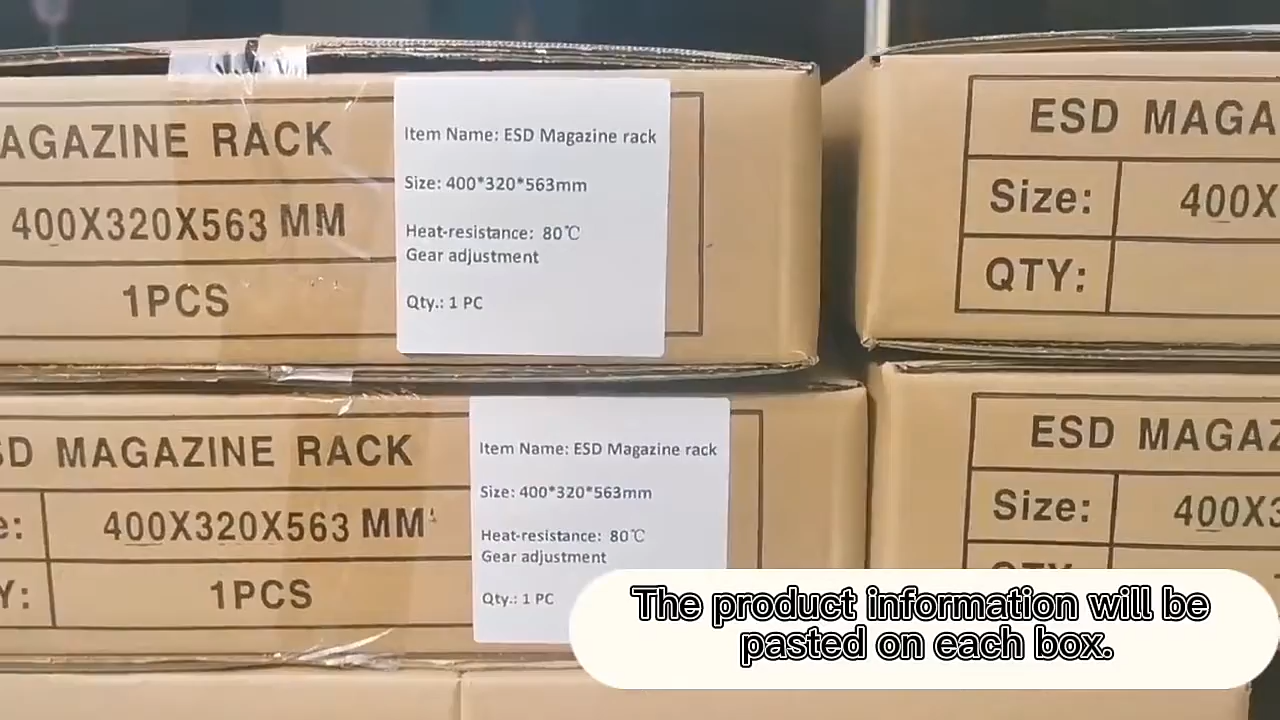 AGAZINE RACK
400X320X563 MM
1PCS
Item Name: ESD Magazine rack
Size: 400*320*563mm
Heat-resistance: 80℃
Gear adjustment
Qty.: 1 PC
ESD MAGA
Size: 400X
QTY:
SD MAGAZINE RACK
e: 400X320X563 MM
Y: 1PCS
Item Name: ESD Magazine rack
Size: 400*320*563mm
Heat-resistance: 80℃
Gear adjustment
Qty.: 1 PC
ESD MAGAZ
Size: 400X3
QTY:
The product information will be
pasted on each box.